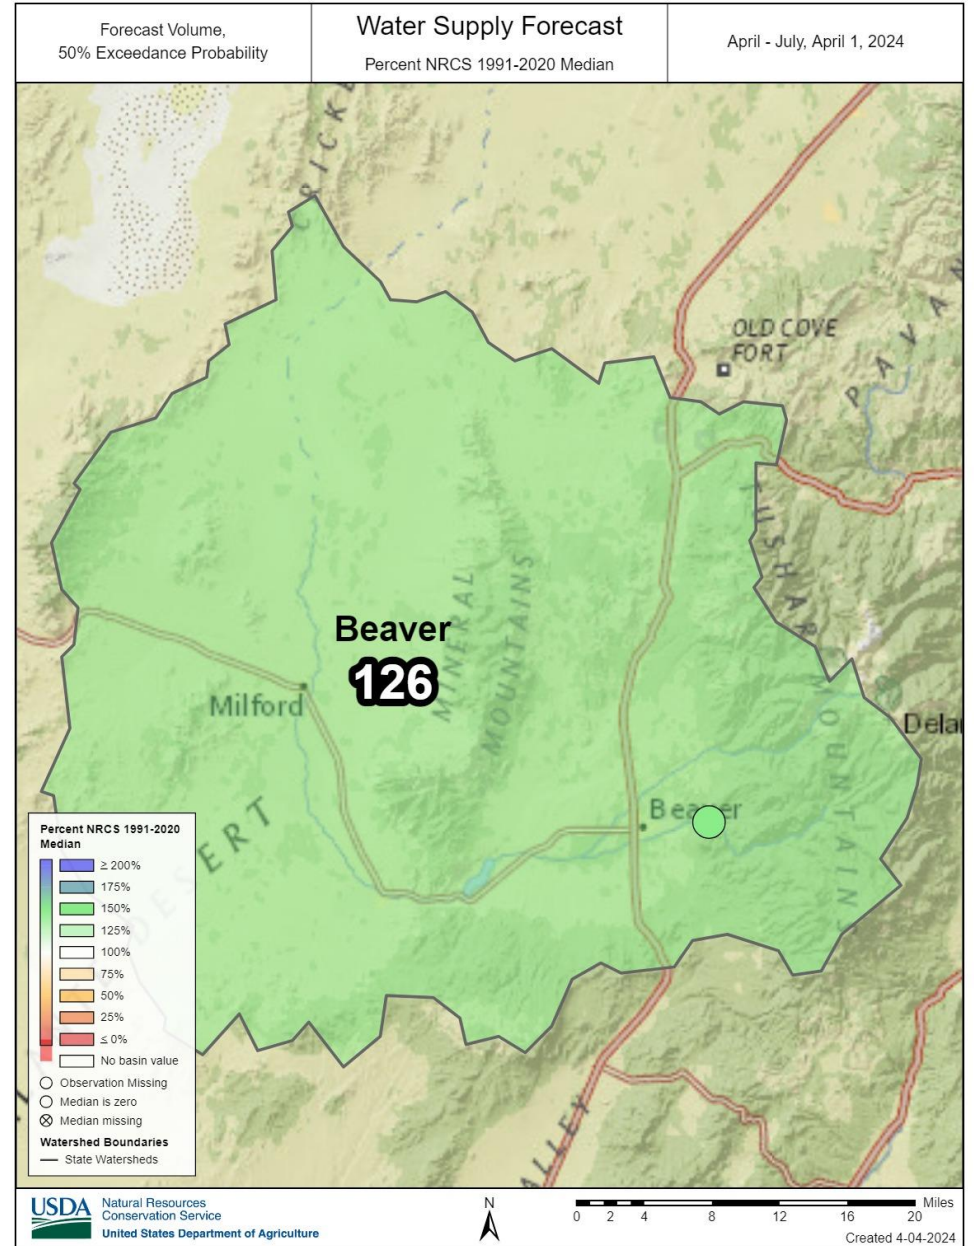 Forecast Volume,
50% Exceedance Probability
Water Supply Forecast
Percent NRCS 1991-2020 Median
April - July, April 1, 2024
OLD COVE
FORT
TUSHAR
MOUNTAINS
MINERAL
MOUNTAINS
Beaver
126
Milford
Beaver
DESERT
Percent NRCS 1991-2020
Median
≥ 200%
175%
150%
125%
100%
75%
50%
25%
≤ 0%
No basin value
Observation Missing
Median is zero
Median missing
Watershed Boundaries
State Watersheds
USDA
Natural Resources
Conservation Service
United States Department of Agriculture
N
0 2 4 8 12 16 20
Miles
Created 4-04-2024